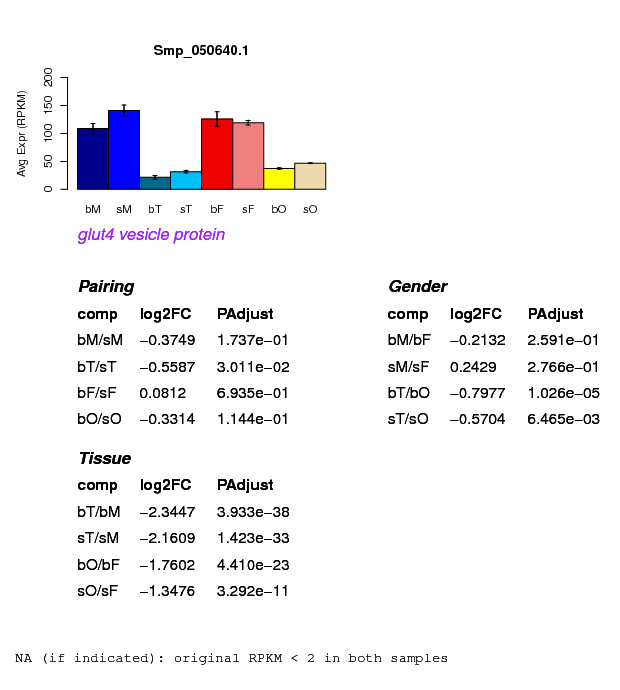 Smp_050640.1
Avg Expr (RPKM)
0 50 100 150 200
bM sM bT sT bF sF bO sO
glut4 vesicle protein
Pairing
comp log2FC PAdjust
bM/sM −0.3749 1.737e−01
bT/sT −0.5587 3.011e−02
bF/sF 0.0812 6.935e−01
bO/sO −0.3314 1.144e−01
Gender
comp log2FC PAdjust
bM/bF −0.2132 2.591e−01
sM/sF 0.2429 2.766e−01
bT/bO −0.7977 1.026e−05
sT/sO −0.5704 6.465e−03
Tissue
comp log2FC PAdjust
bT/bM −2.3447 3.933e−38
sT/sM −2.1609 1.423e−33
bO/bF −1.7602 4.410e−23
sO/sF −1.3476 3.292e−11
NA (if indicated): original RPKM < 2 in both samples